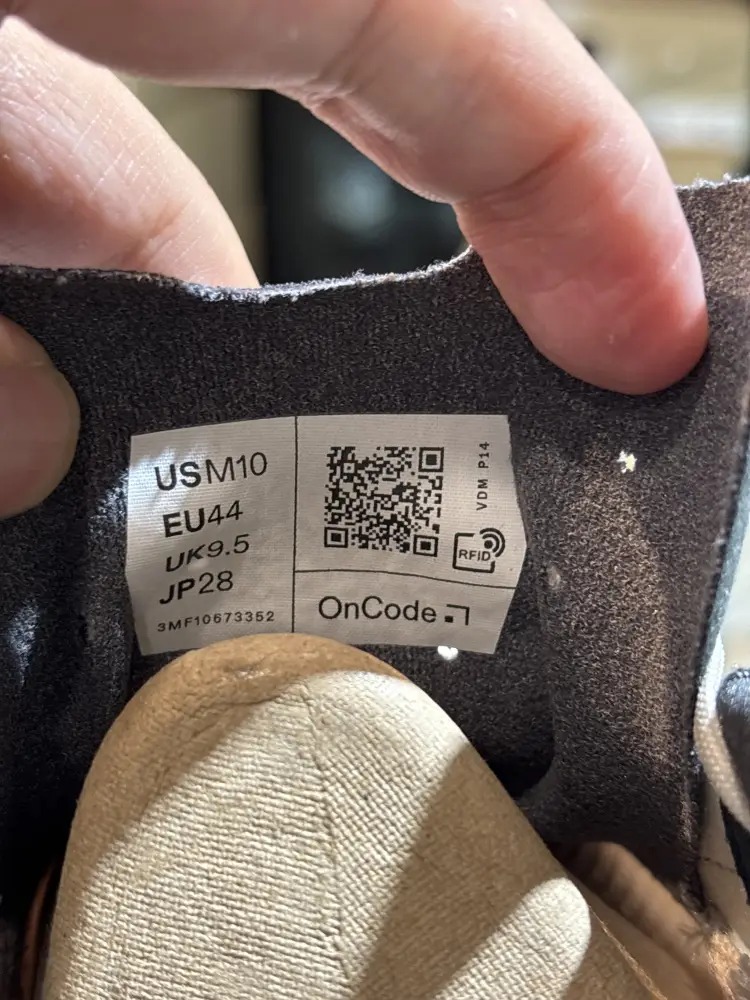 USM10
EU44
UK9.5
JP28
3MF10673352
VDM P14
RFID
OnCode